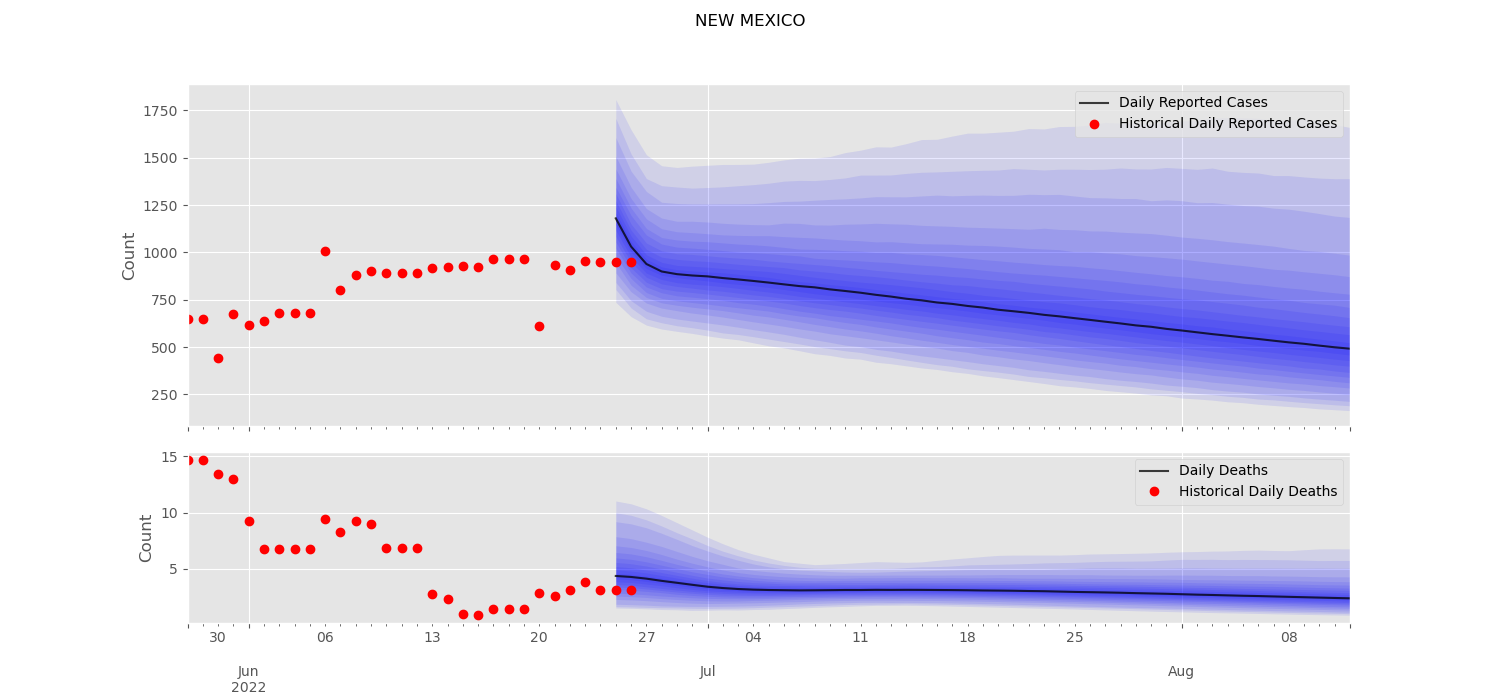 NEW MEXICO
1750
1500
1250
1000
750
500
250
Count
Daily Reported Cases
Historical Daily Reported Cases
15
10
5
Count
Daily Deaths
Historical Daily Deaths
30 06 13 20 27 04 11 18 25 08
Jun Jul Aug
2022